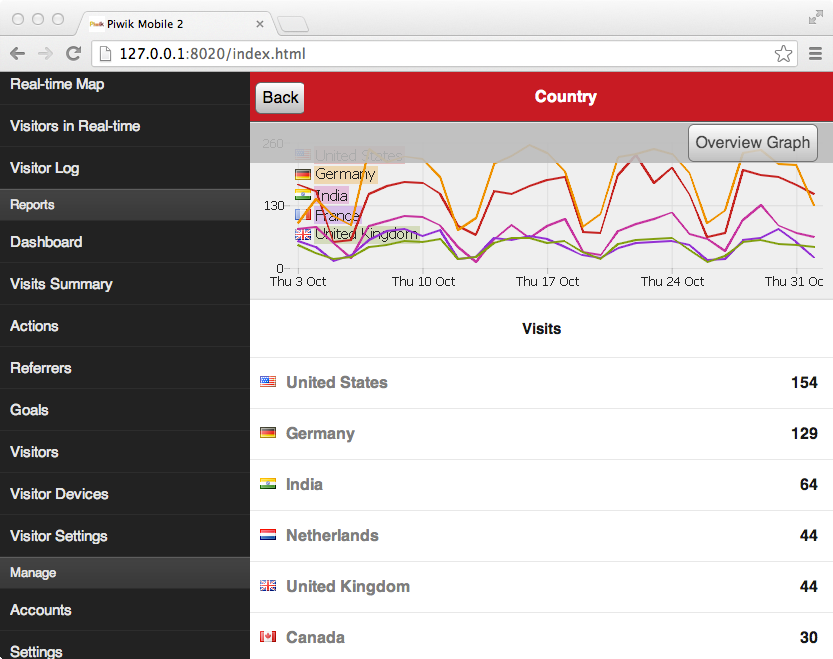 Piwik Mobile 2
127.0.0.1:8020/index.html
Real-time Map
Visitors in Real-time
Visitor Log
Reports
Dashboard
Visits Summary
Actions
Referrers
Goals
Visitors
Visitor Devices
Visitor Settings
Manage
Accounts
Settings
Back
Country
Overview Graph
260
130
0
United States
Germany
India
France
United Kingdom
Thu 3 Oct
Thu 10 Oct
Thu 17 Oct
Thu 24 Oct
Thu 31 Oc
Visits
United States 154
Germany 129
India 64
Netherlands 44
United Kingdom 44
Canada 30